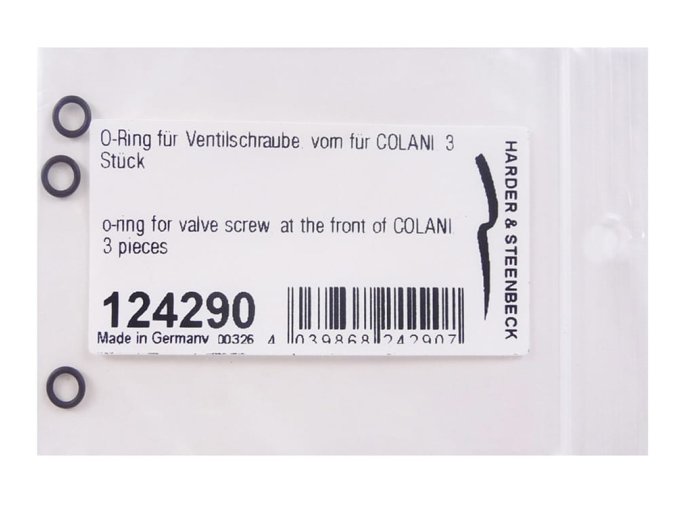 O-Ring für Ventilschraube, vorn für COLANI, 3
Stück
o-ring for valve screw, at the front of COLANI,
3 pieces
124290
Made in Germany 00326 4 039868 242907
HARDER & STEENBECK